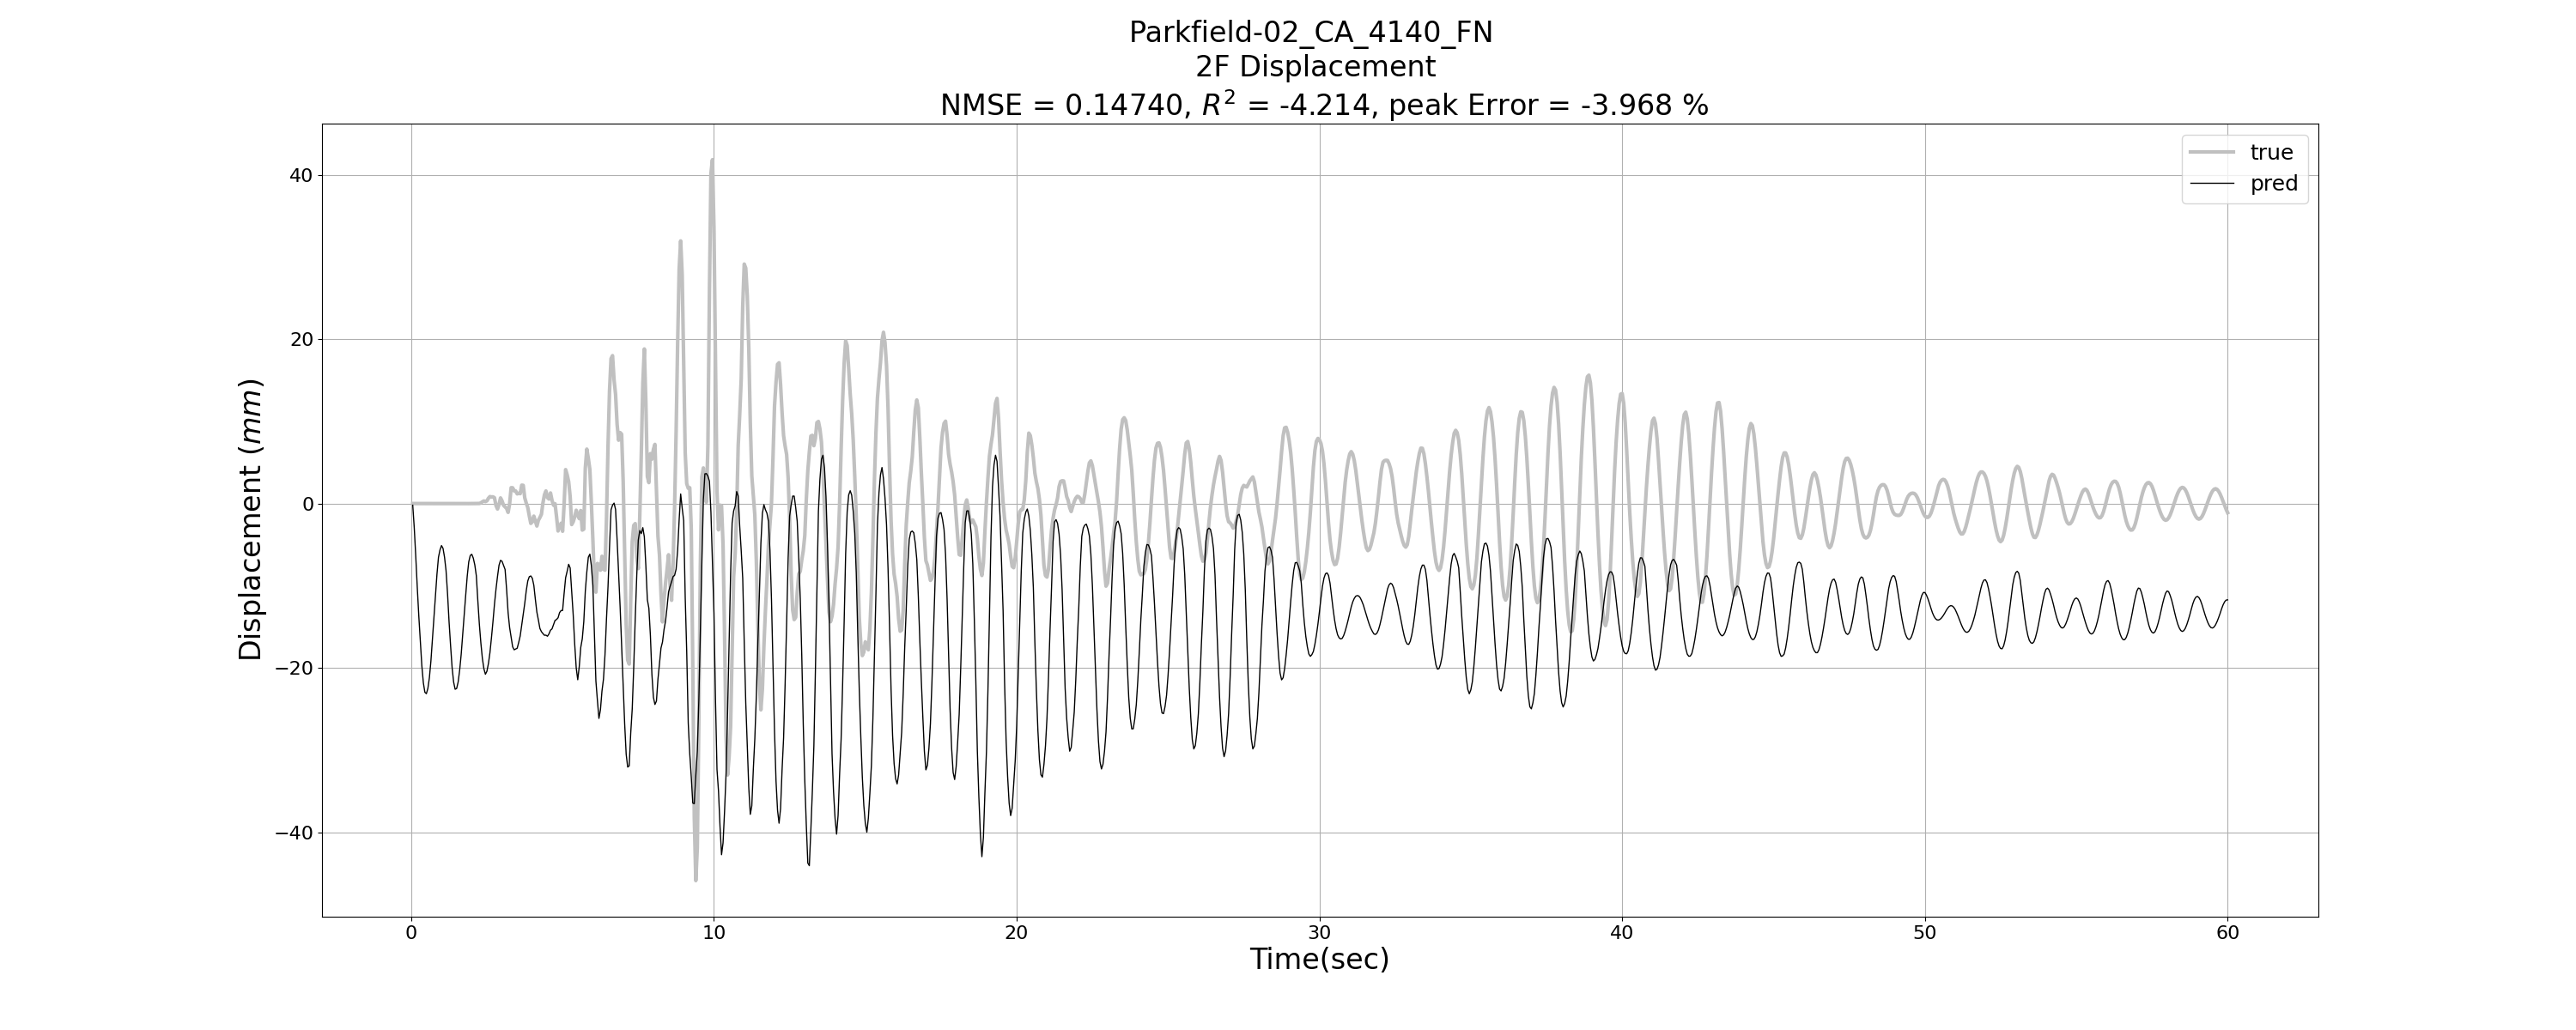 Parkfield-02_CA_4140_FN
2F Displacement
NMSE = 0.14740, R² = -4.214, peak Error = -3.968 %
true
pred
Displacement (mm)
40
20
0
−20
−40
0 10 20 30 40 50 60
Time(sec)